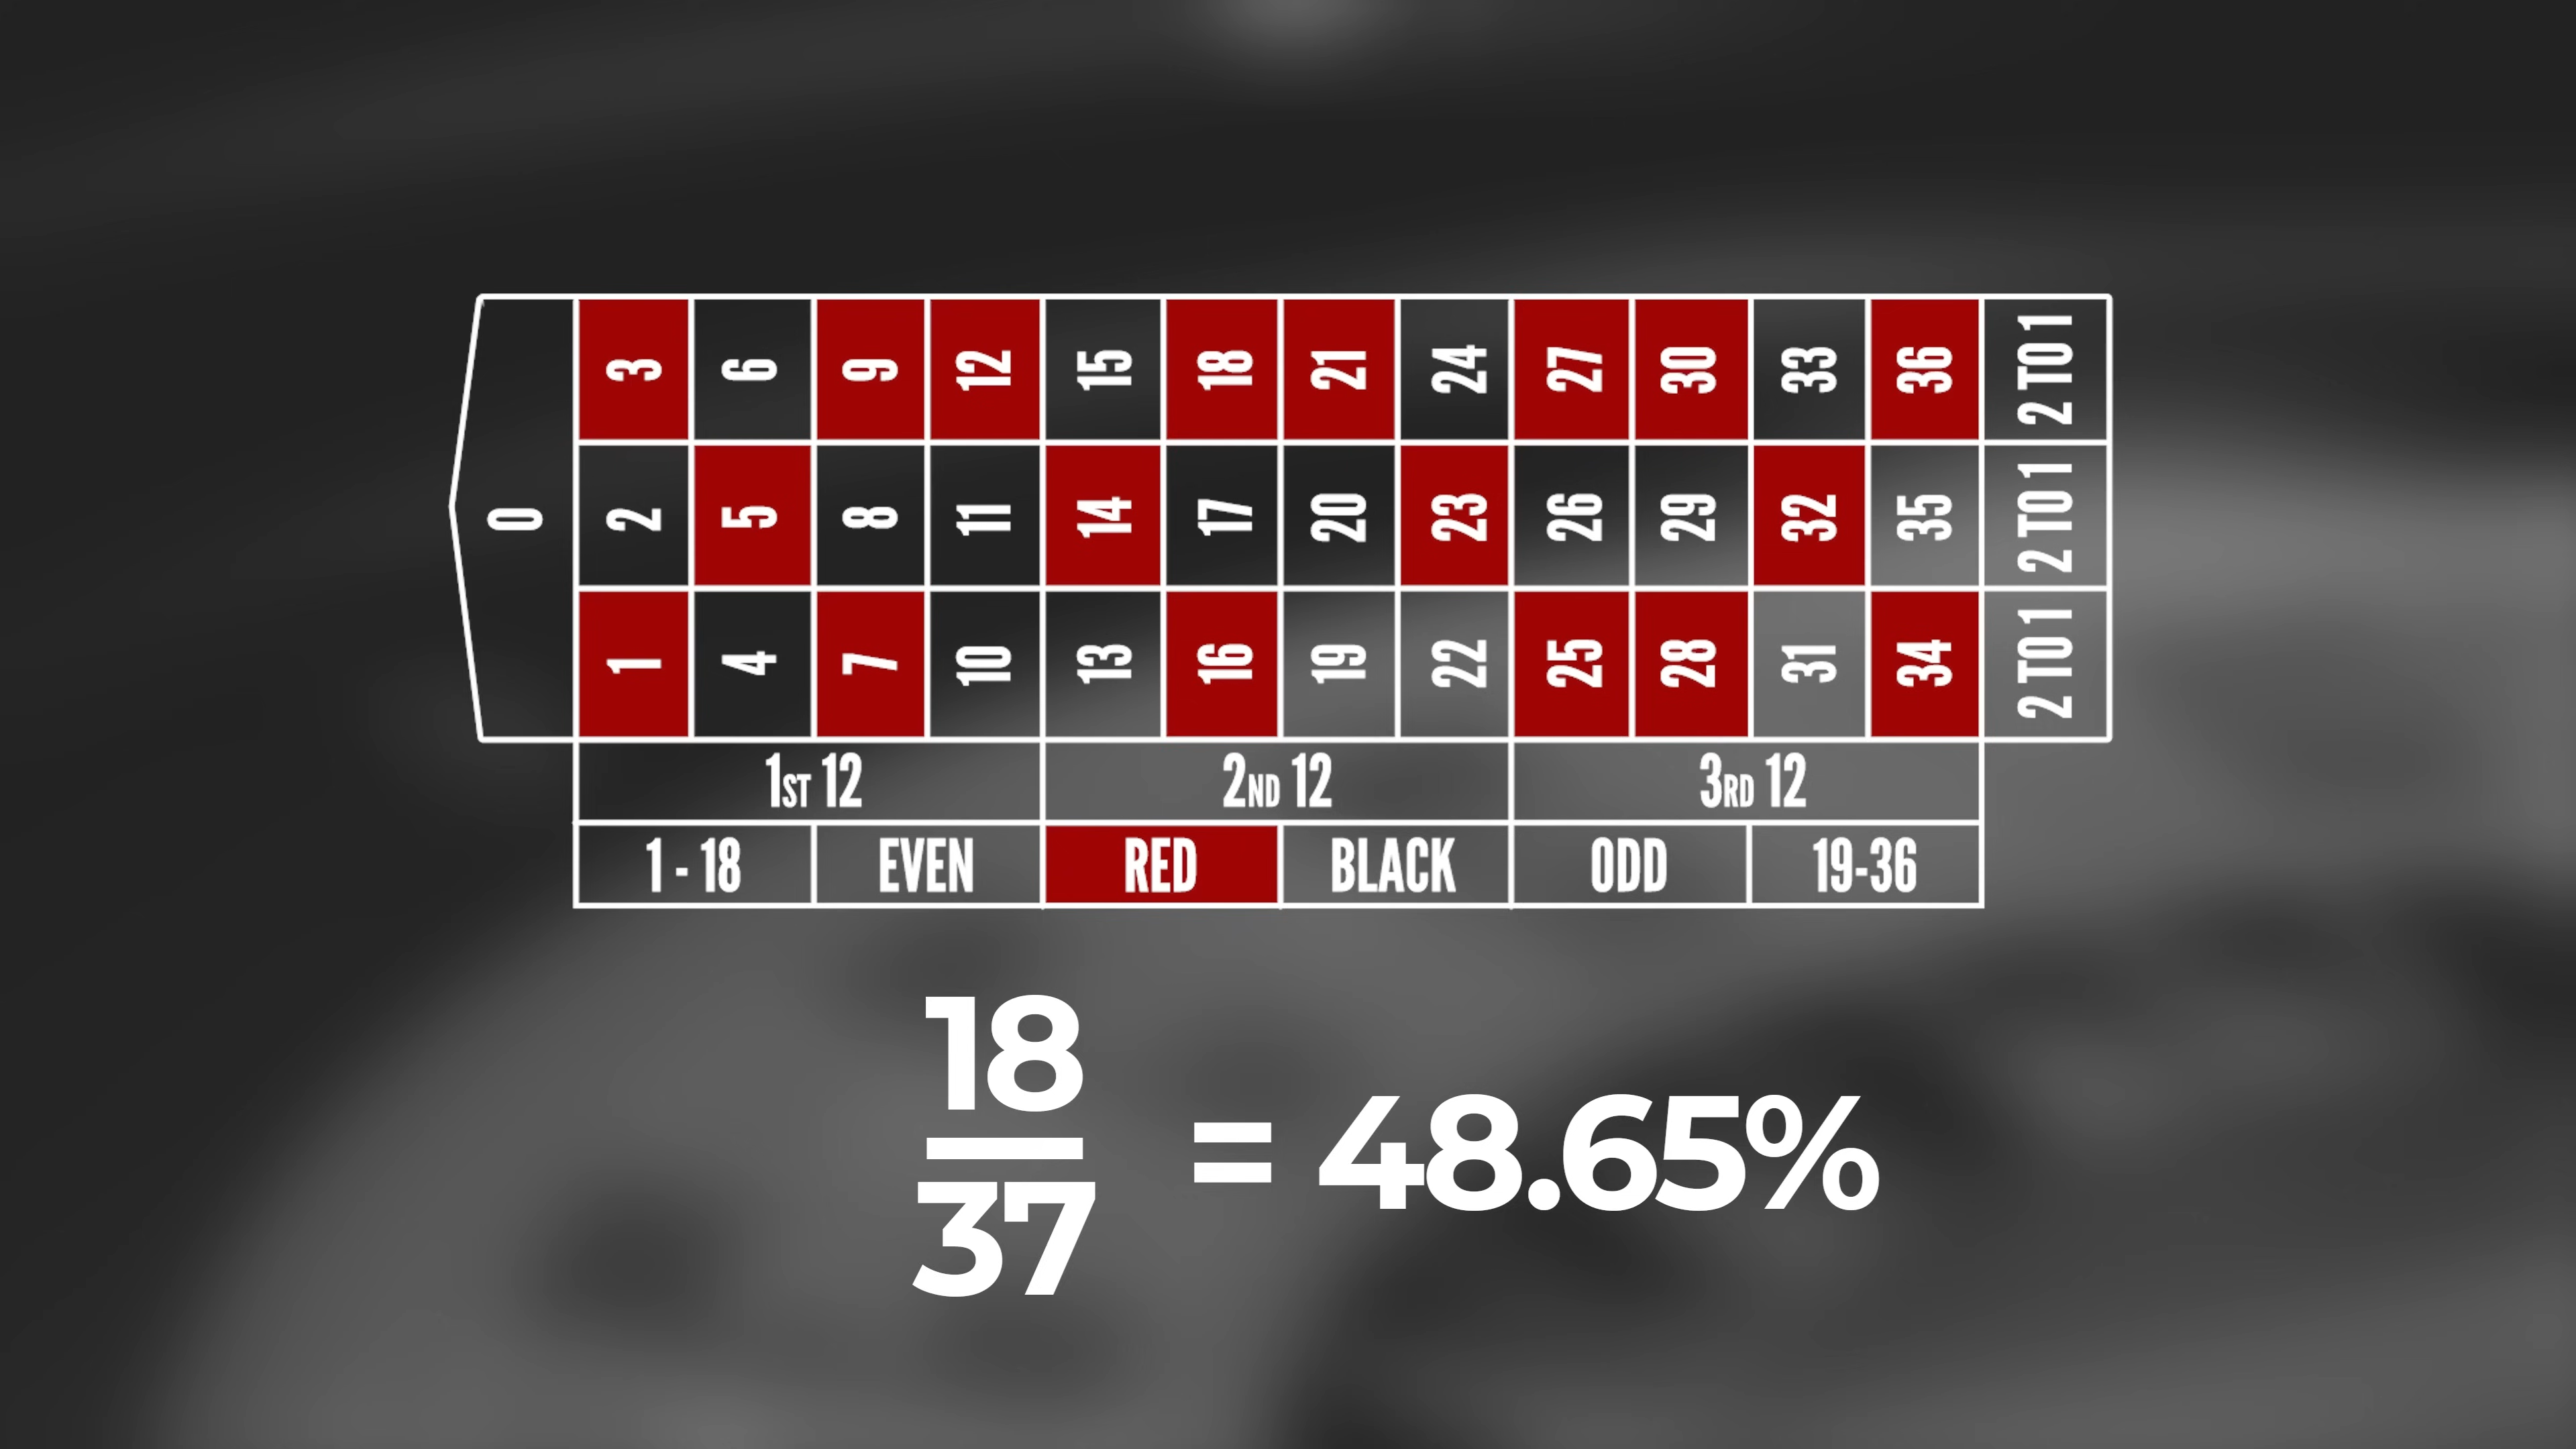 3 6 9 12 15 18 21 24 27 30 33 36 2 TO 1
0 2 5 8 11 14 17 20 23 26 29 32 35 2 TO 1
1 4 7 10 13 16 19 22 25 28 31 34 2 TO 1
1ST 12 2ND 12 3RD 12
1 - 18 EVEN RED BLACK ODD 19-36
18
37
= 48.65%